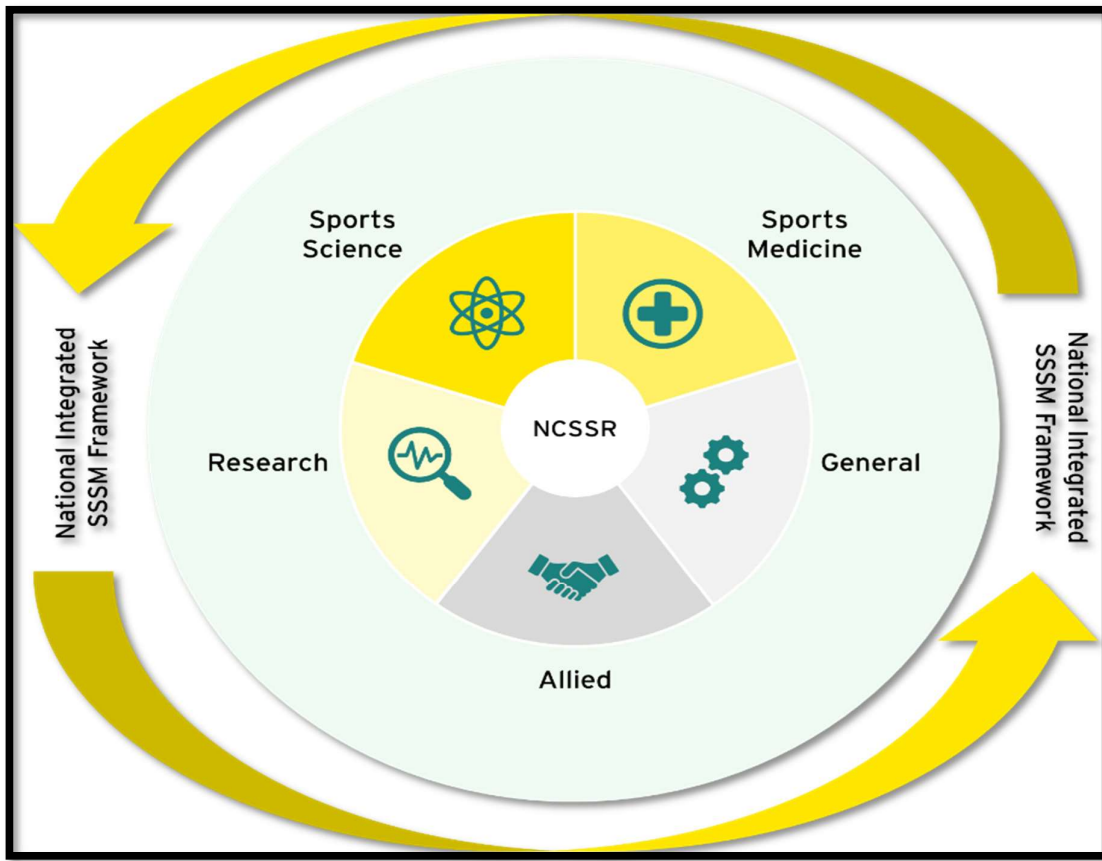 Sports
Science
Sports
Medicine
National Integrated
SSSM Framework
Research
NCSSR
General
National Integrated
SSSM Framework
Allied